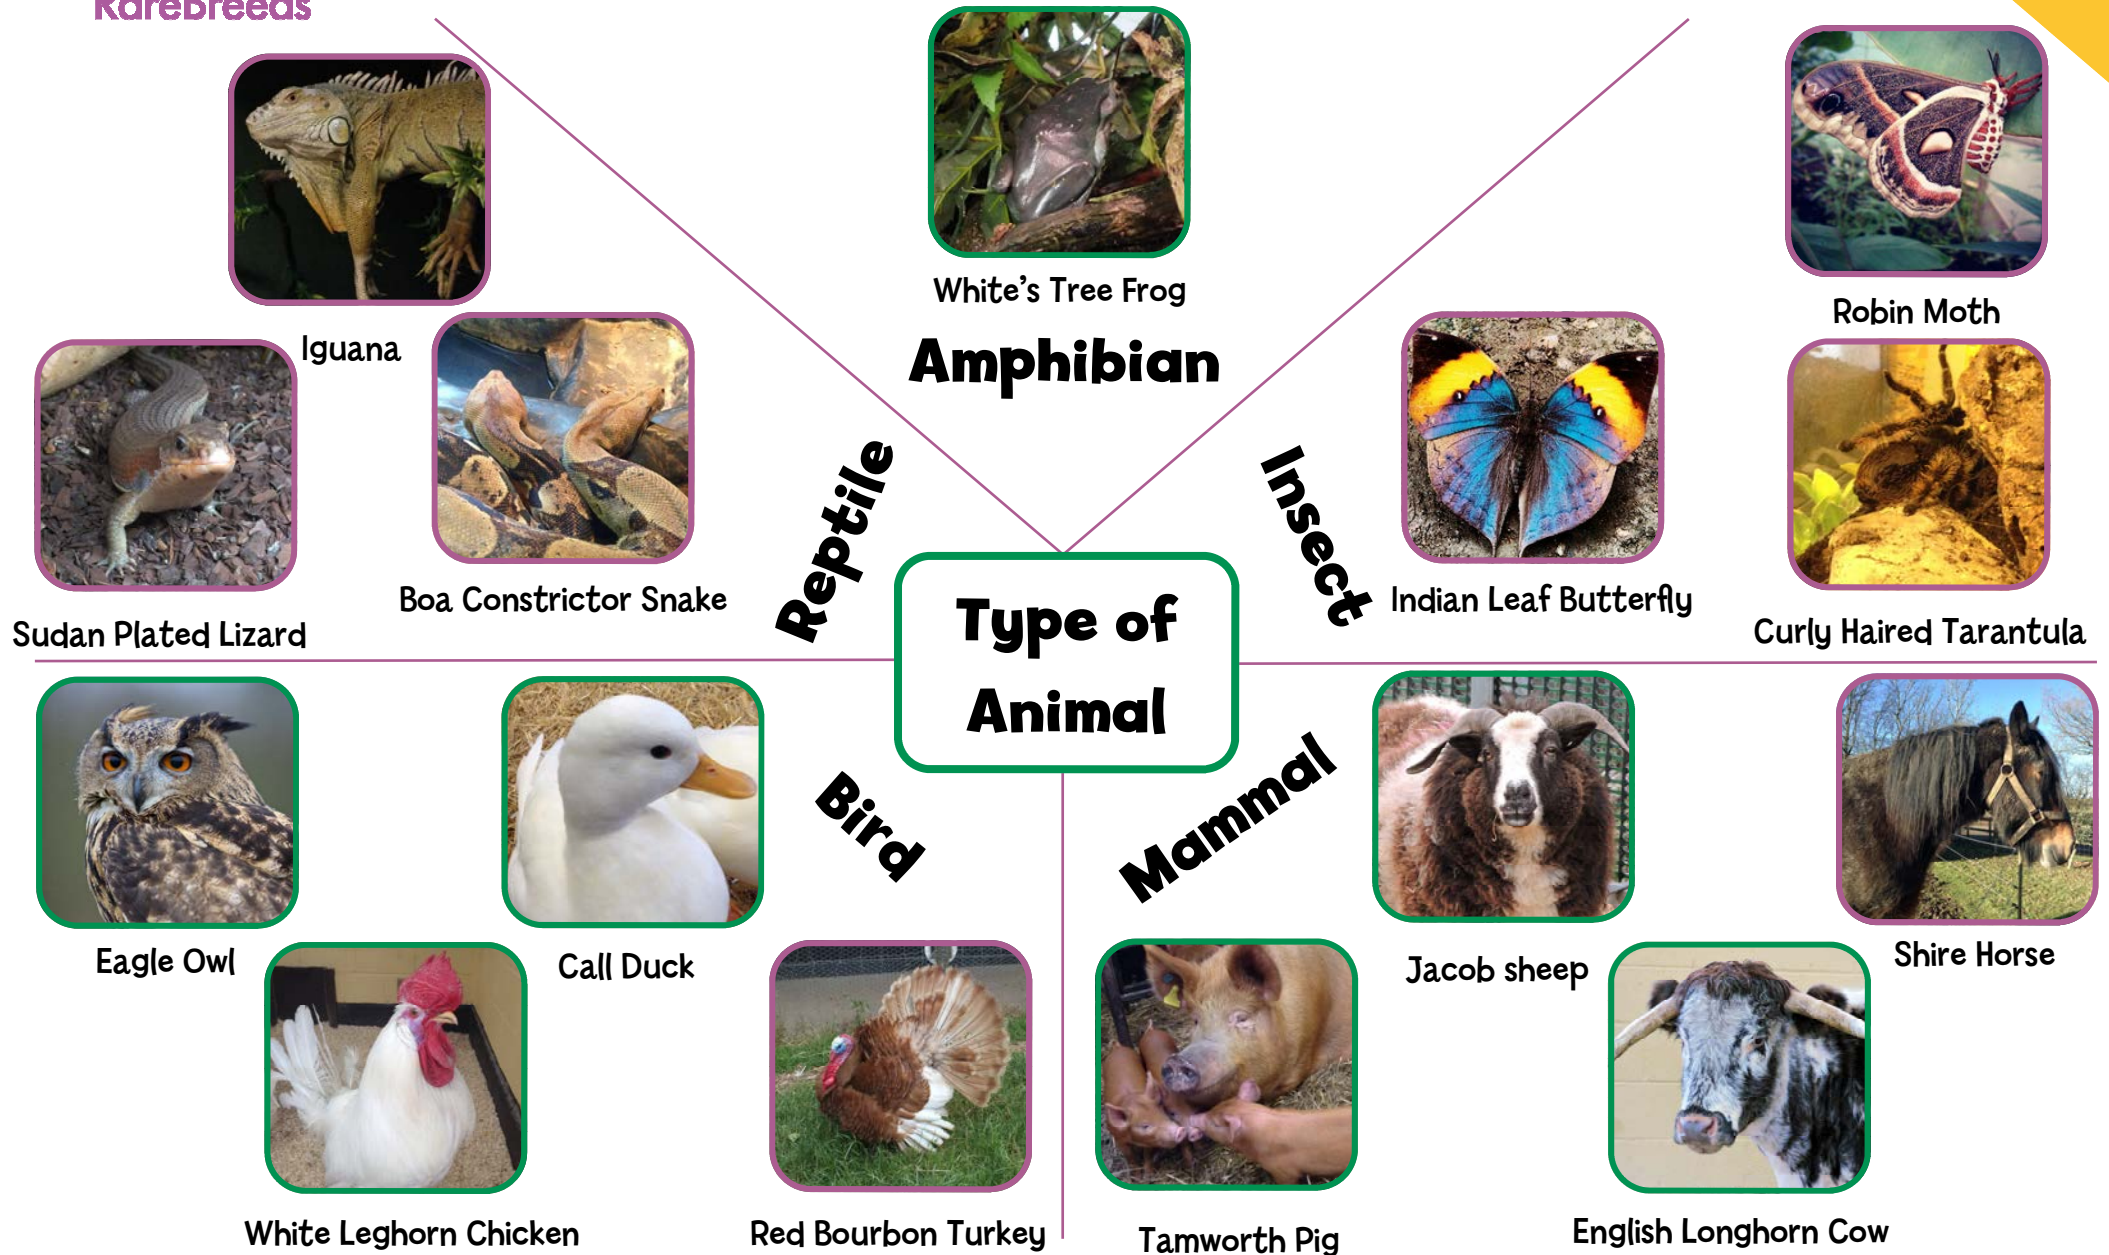 RareBreeds
White's Tree Frog
Amphibian
Iguana
Boa Constrictor Snake
Sudan Plated Lizard
Reptile
Robin Moth
Indian Leaf Butterfly
Curly Haired Tarantula
Insect
Type of
Animal
Bird
Eagle Owl
Call Duck
White Leghorn Chicken
Red Bourbon Turkey
Mammal
Jacob sheep
Shire Horse
Tamworth Pig
English Longhorn Cow